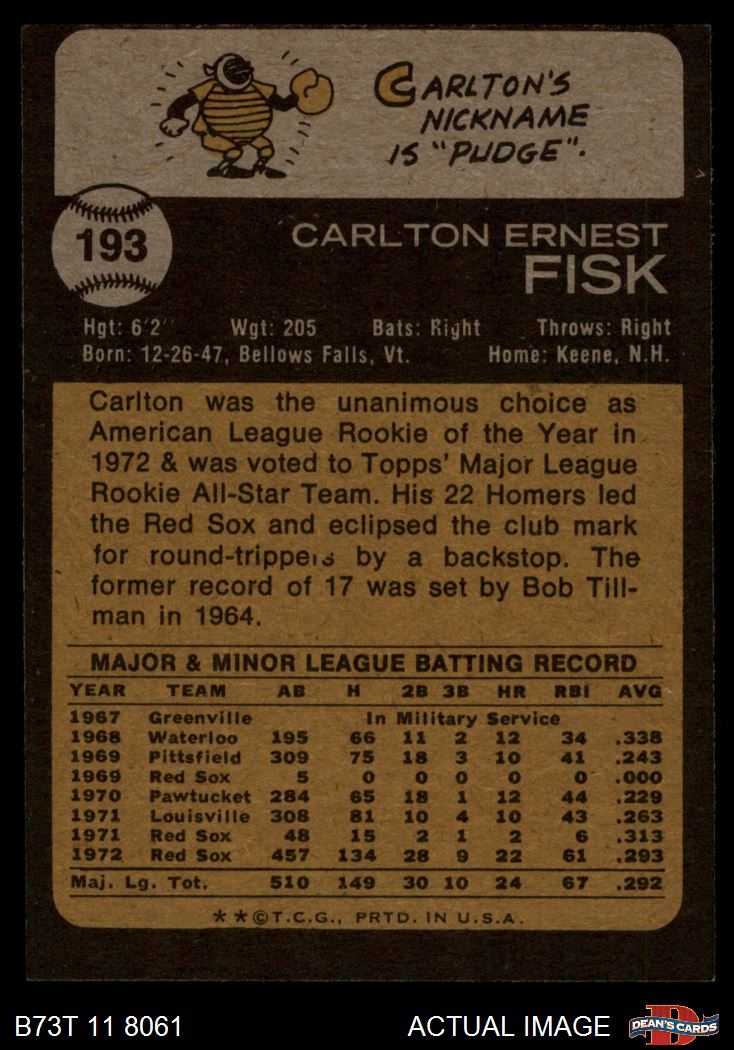 CARLTON'S
NICKNAME
IS "PUDGE".
193
CARLTON ERNEST
FISK
Hgt: 6'2" Wgt: 205 Bats: Right Throws: Right
Born: 12-26-47, Bellows Falls, Vt. Home: Keene, N.H.
Carlton was the unanimous choice as
American League Rookie of the Year in
1972 & was voted to Topps' Major League
Rookie All-Star Team. His 22 Homers led
the Red Sox and eclipsed the club mark
for round-trippers by a backstop. The
former record of 17 was set by Bob Till-
man in 1964.
MAJOR & MINOR LEAGUE BATTING RECORD
YEAR TEAM AB H 2B 3B HR RBI AVG
1967 Greenville In Military Service
1968 Waterloo 195 66 11 2 12 34 .338
1969 Pittsfield 309 75 18 3 10 41 .243
1969 Red Sox 5 0 0 0 0 0 .000
1970 Pawtucket 284 65 18 1 12 44 .229
1971 Louisville 308 81 10 4 10 43 .263
1971 Red Sox 48 15 2 1 2 6 .313
1972 Red Sox 457 134 28 9 22 61 .293
Maj. Lg. Tot. 510 149 30 10 24 67 .292
**©T.C.G., PRTD. IN U.S.A.
B73T 11 8061 ACTUAL IMAGE DEAN'S CARDS